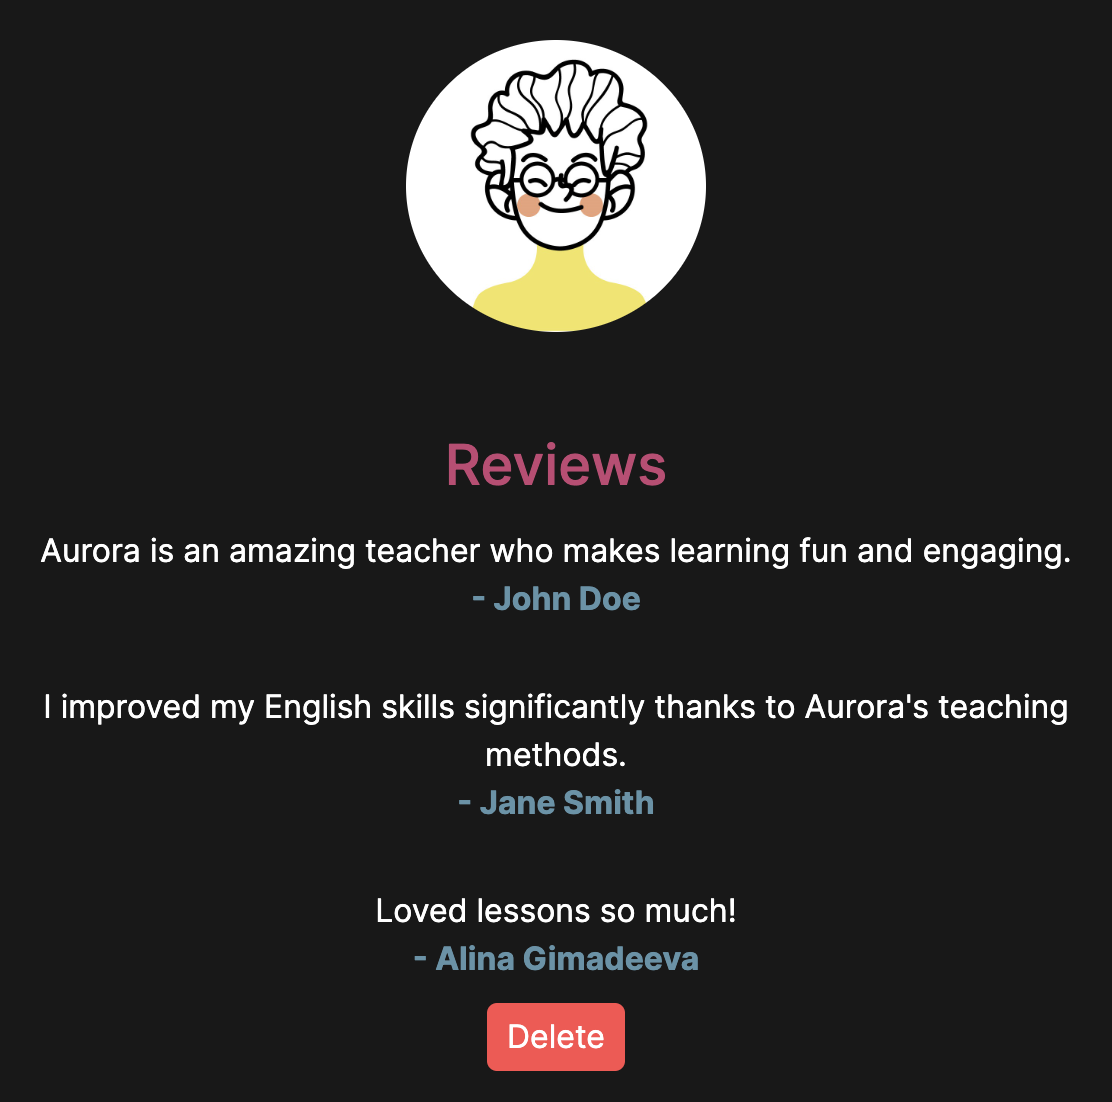 Reviews
Aurora is an amazing teacher who makes learning fun and engaging.
- John Doe
I improved my English skills significantly thanks to Aurora's teaching
methods.
- Jane Smith
Loved lessons so much!
- Alina Gimadeeva
Delete